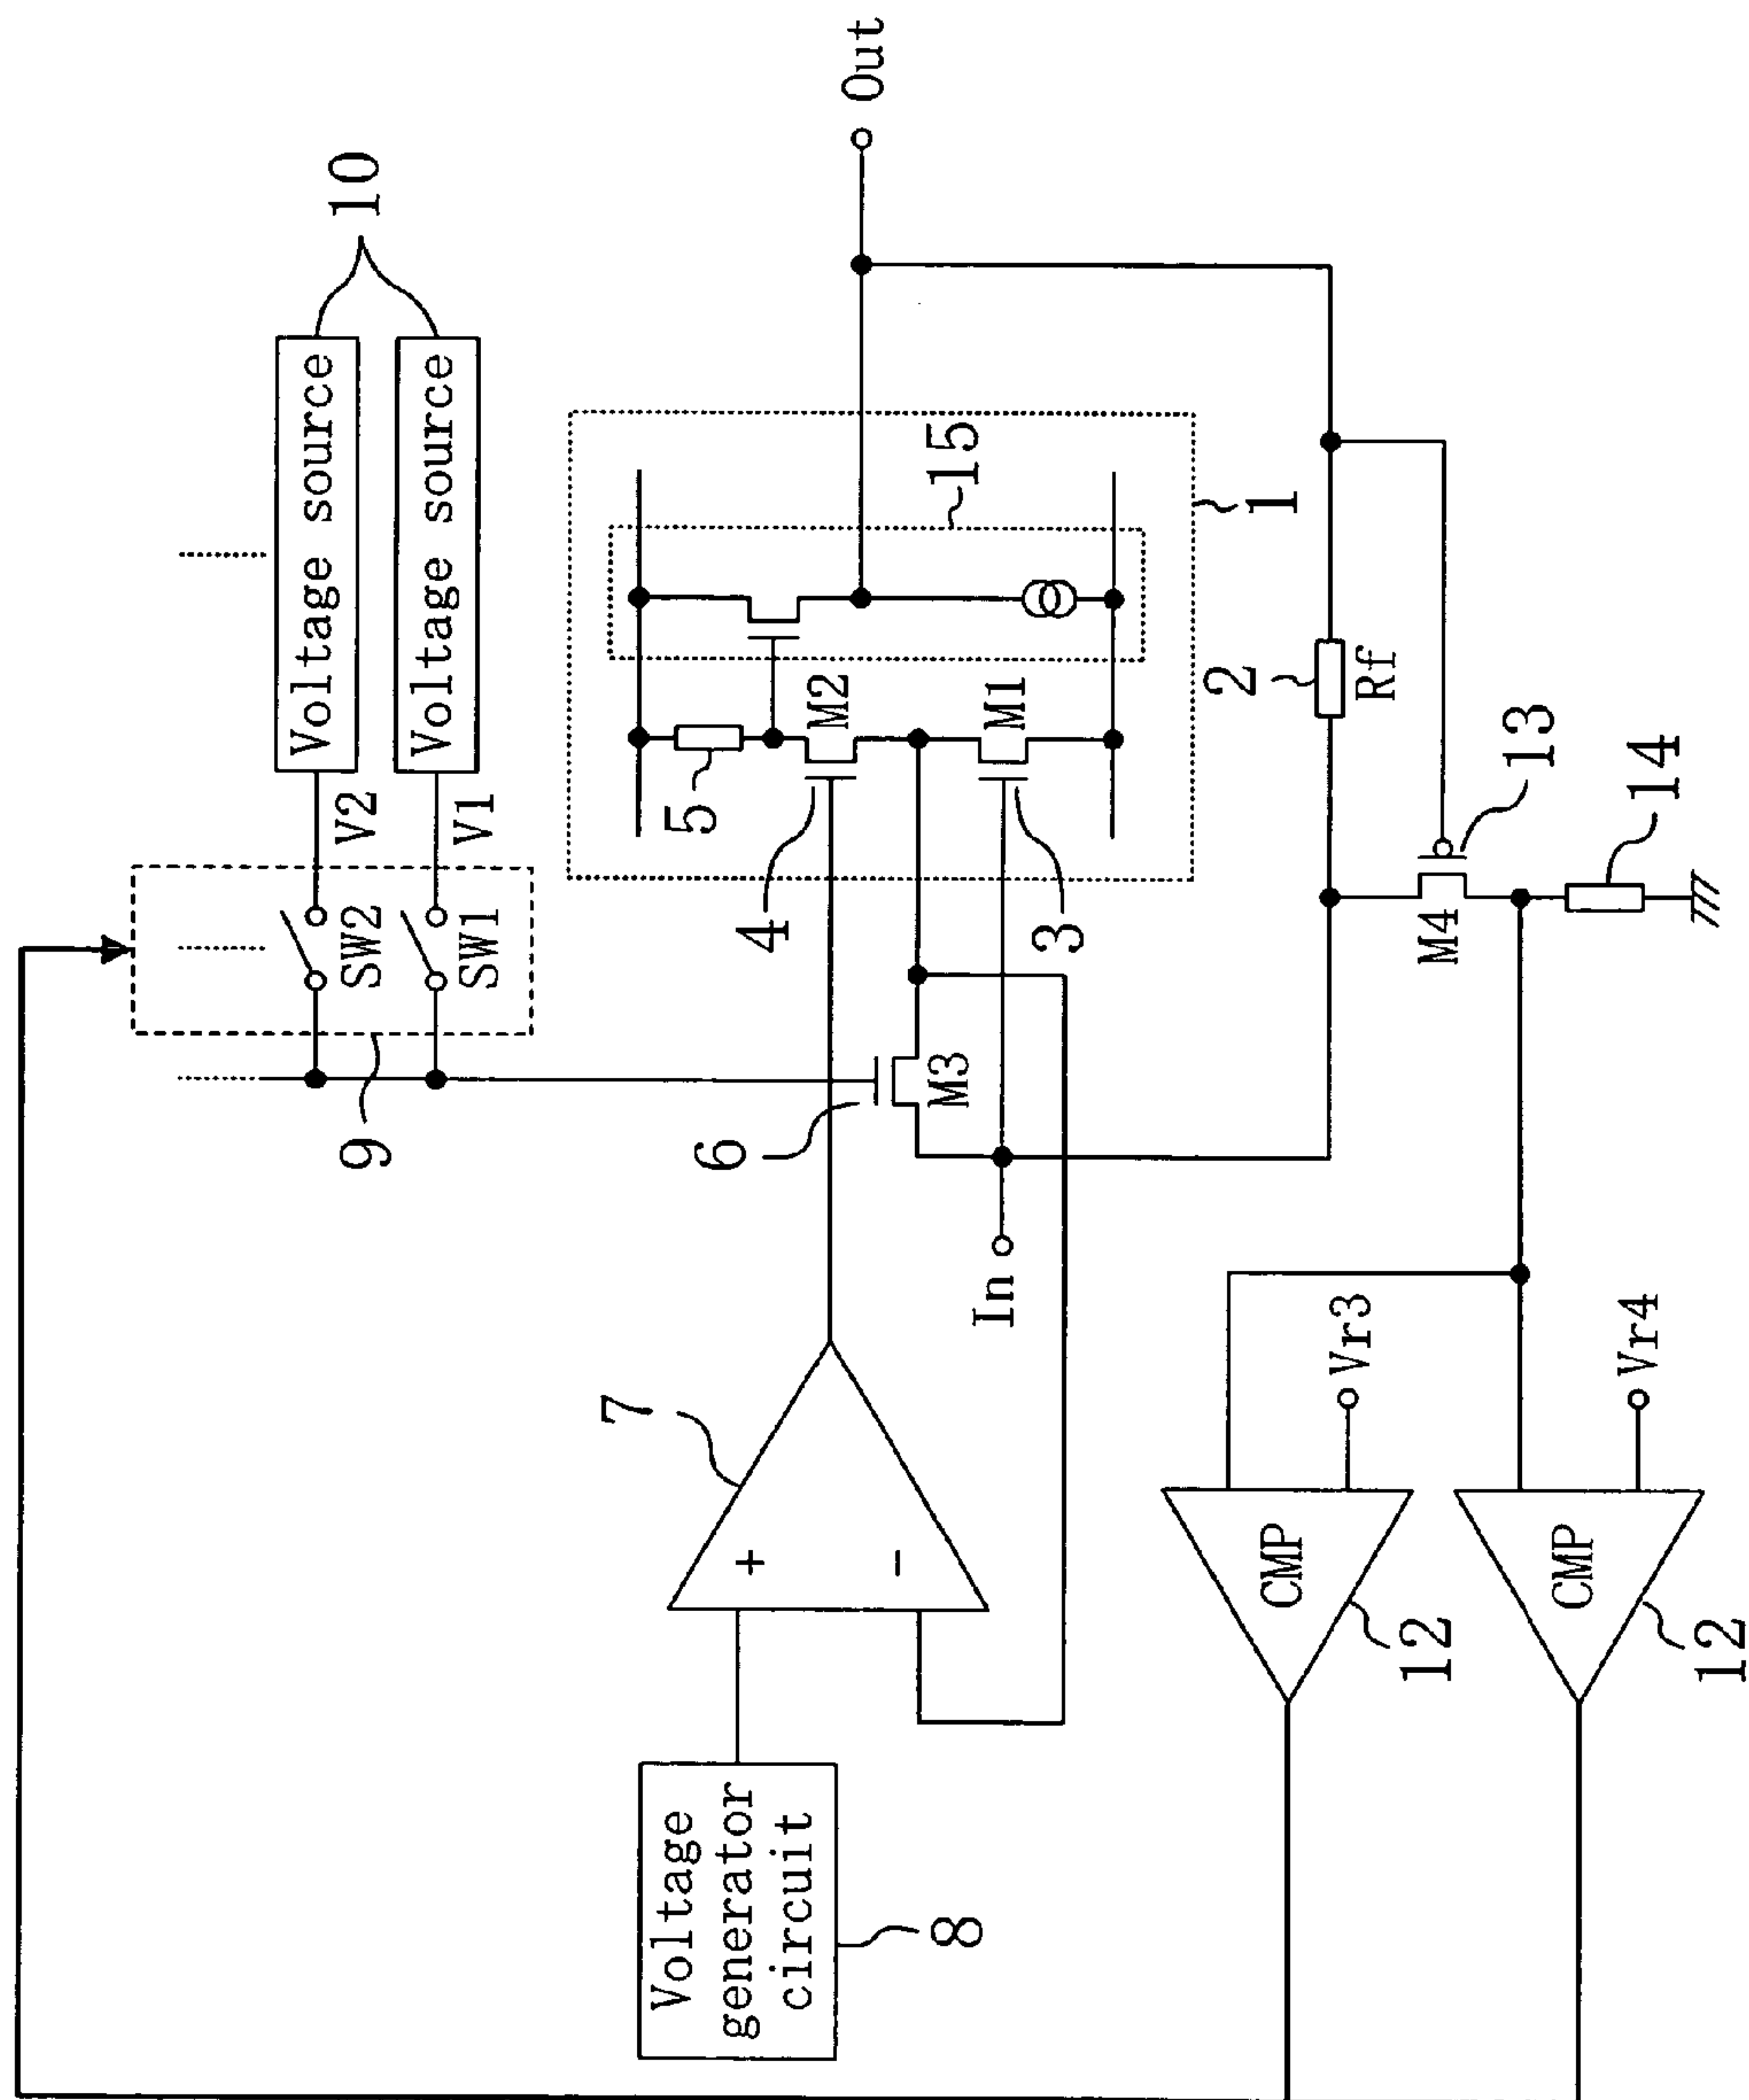 10
Voltage source
Voltage source
V2
V1
SW2
SW1
9
Out
15
1
5
M2
M1
4
3
6
M3
2
Rf
In
7
+
-
Voltage
generator
circuit
8
13
M4
14
Vr3
Vr4
CMP
12
CMP
12